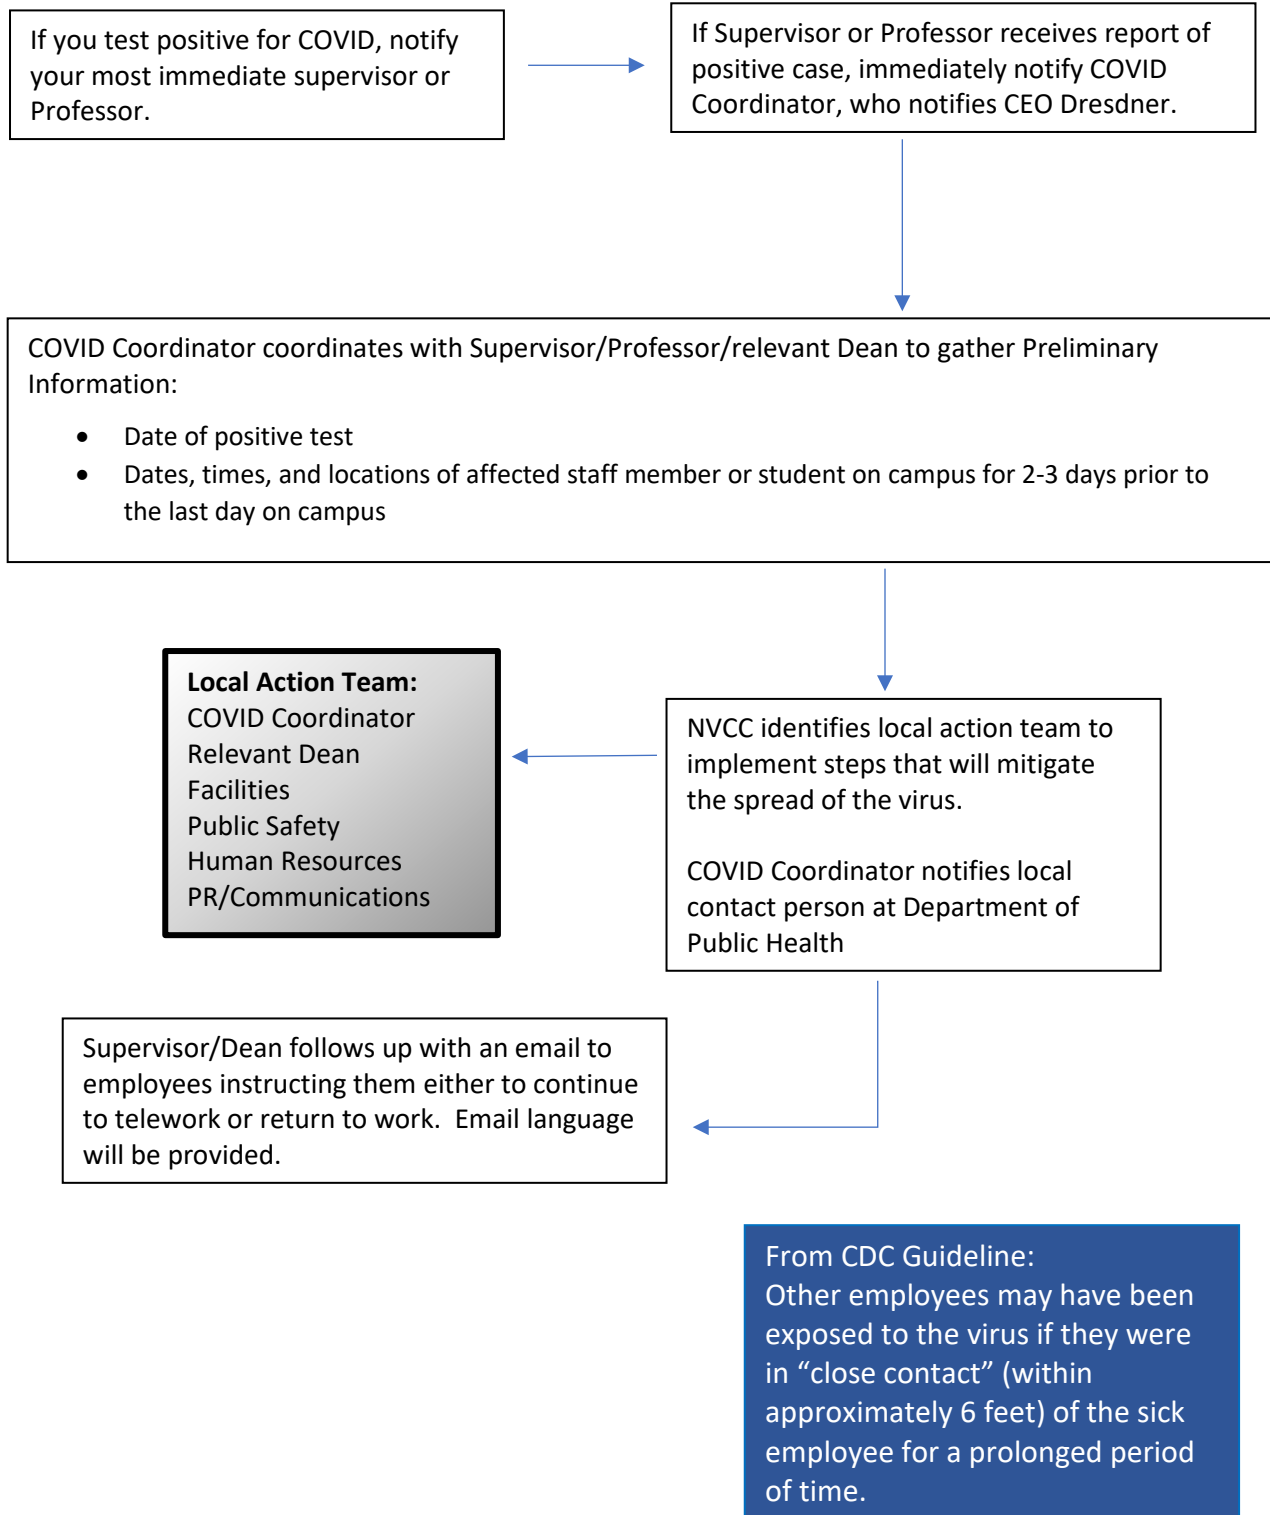 If you test positive for COVID, notify
your most immediate supervisor or
Professor.
If Supervisor or Professor receives report of
positive case, immediately notify COVID
Coordinator, who notifies CEO Dresdner.
COVID Coordinator coordinates with Supervisor/Professor/relevant Dean to gather Preliminary
Information:
• Date of positive test
• Dates, times, and locations of affected staff member or student on campus for 2-3 days prior to
the last day on campus
Local Action Team:
COVID Coordinator
Relevant Dean
Facilities
Public Safety
Human Resources
PR/Communications
NVCC identifies local action team to
implement steps that will mitigate
the spread of the virus.
COVID Coordinator notifies local
contact person at Department of
Public Health
Supervisor/Dean follows up with an email to
employees instructing them either to continue
to telework or return to work.  Email language
will be provided.
From CDC Guideline:
Other employees may have been
exposed to the virus if they were
in “close contact” (within
approximately 6 feet) of the sick
employee for a prolonged period
of time.